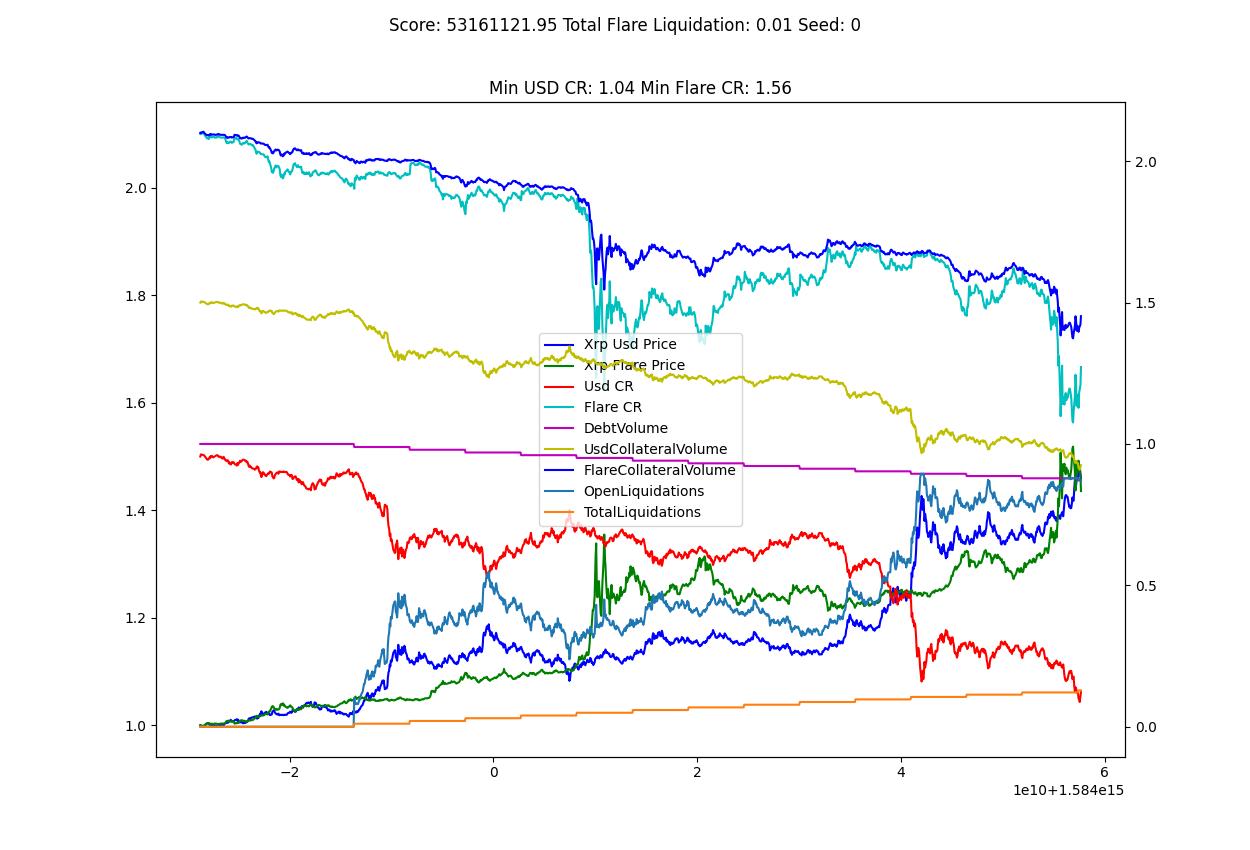 Score: 53161121.95 Total Flare Liquidation: 0.01 Seed: 0
Min USD CR: 1.04 Min Flare CR: 1.56
2.0
1.8
1.6
1.4
1.2
1.0
2.0
1.5
1.0
0.5
0.0
Xrp Usd Price
Xrp Flare Price
Usd CR
Flare CR
DebtVolume
UsdCollateralVolume
FlareCollateralVolume
OpenLiquidations
TotalLiquidations
−2 0 2 4 6
1e10+1.584e15